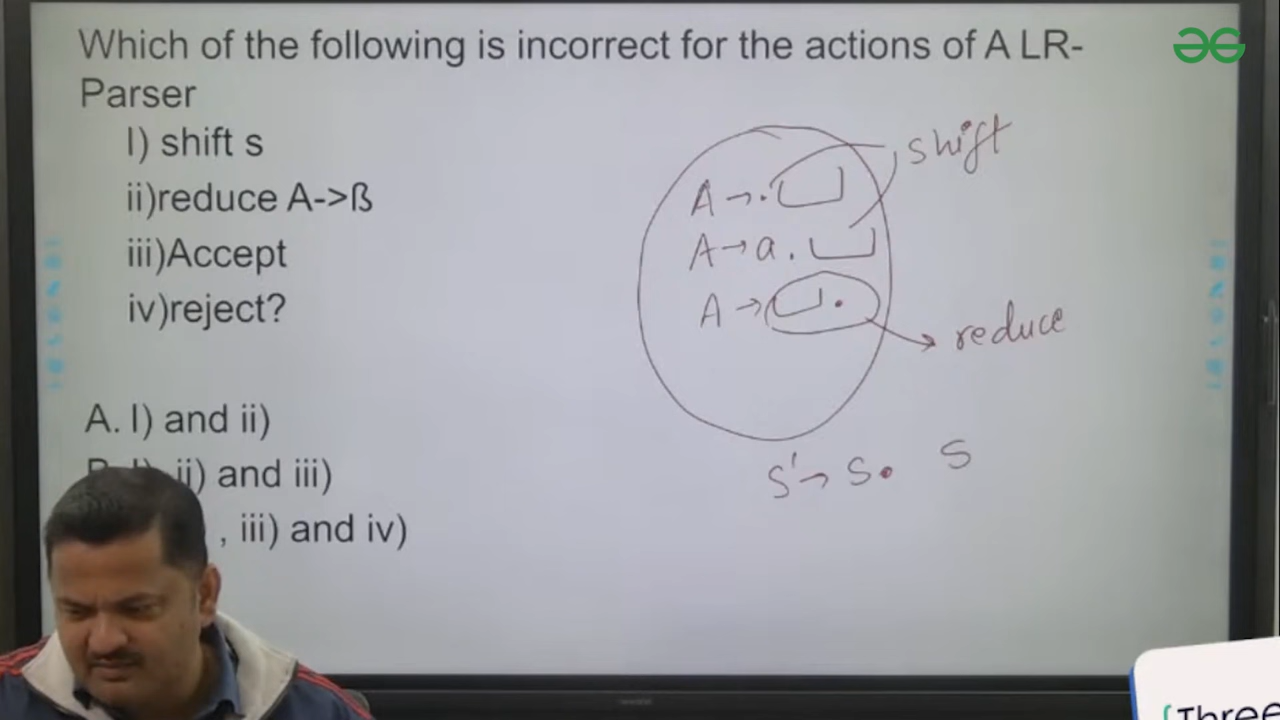 Which of the following is incorrect for the actions of A LR-
Parser
I) shift s
ii)reduce A->ß
iii)Accept
iv)reject?
A. I) and ii)
ii) and iii)
, iii) and iv)
shift
A→.
A→a.
A→ .
reduce
S'→S. S
{Three